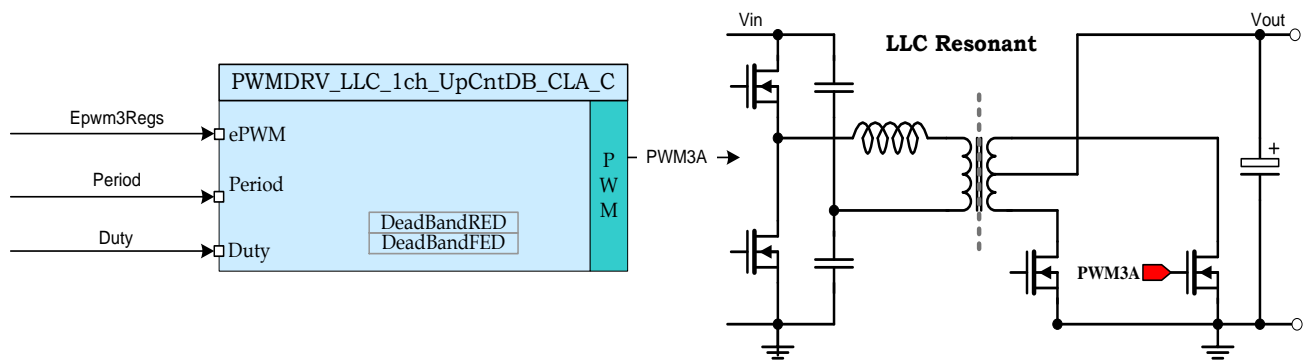 PWMDRV_LLC_1ch_UpCntDB_CLA_C
Epwm3Regs
ePWM
Period
Period
Duty
Duty
DeadBandRED
DeadBandFED
P
W
M
PWM3A
Vin
LLC Resonant
Vout
+
PWM3A